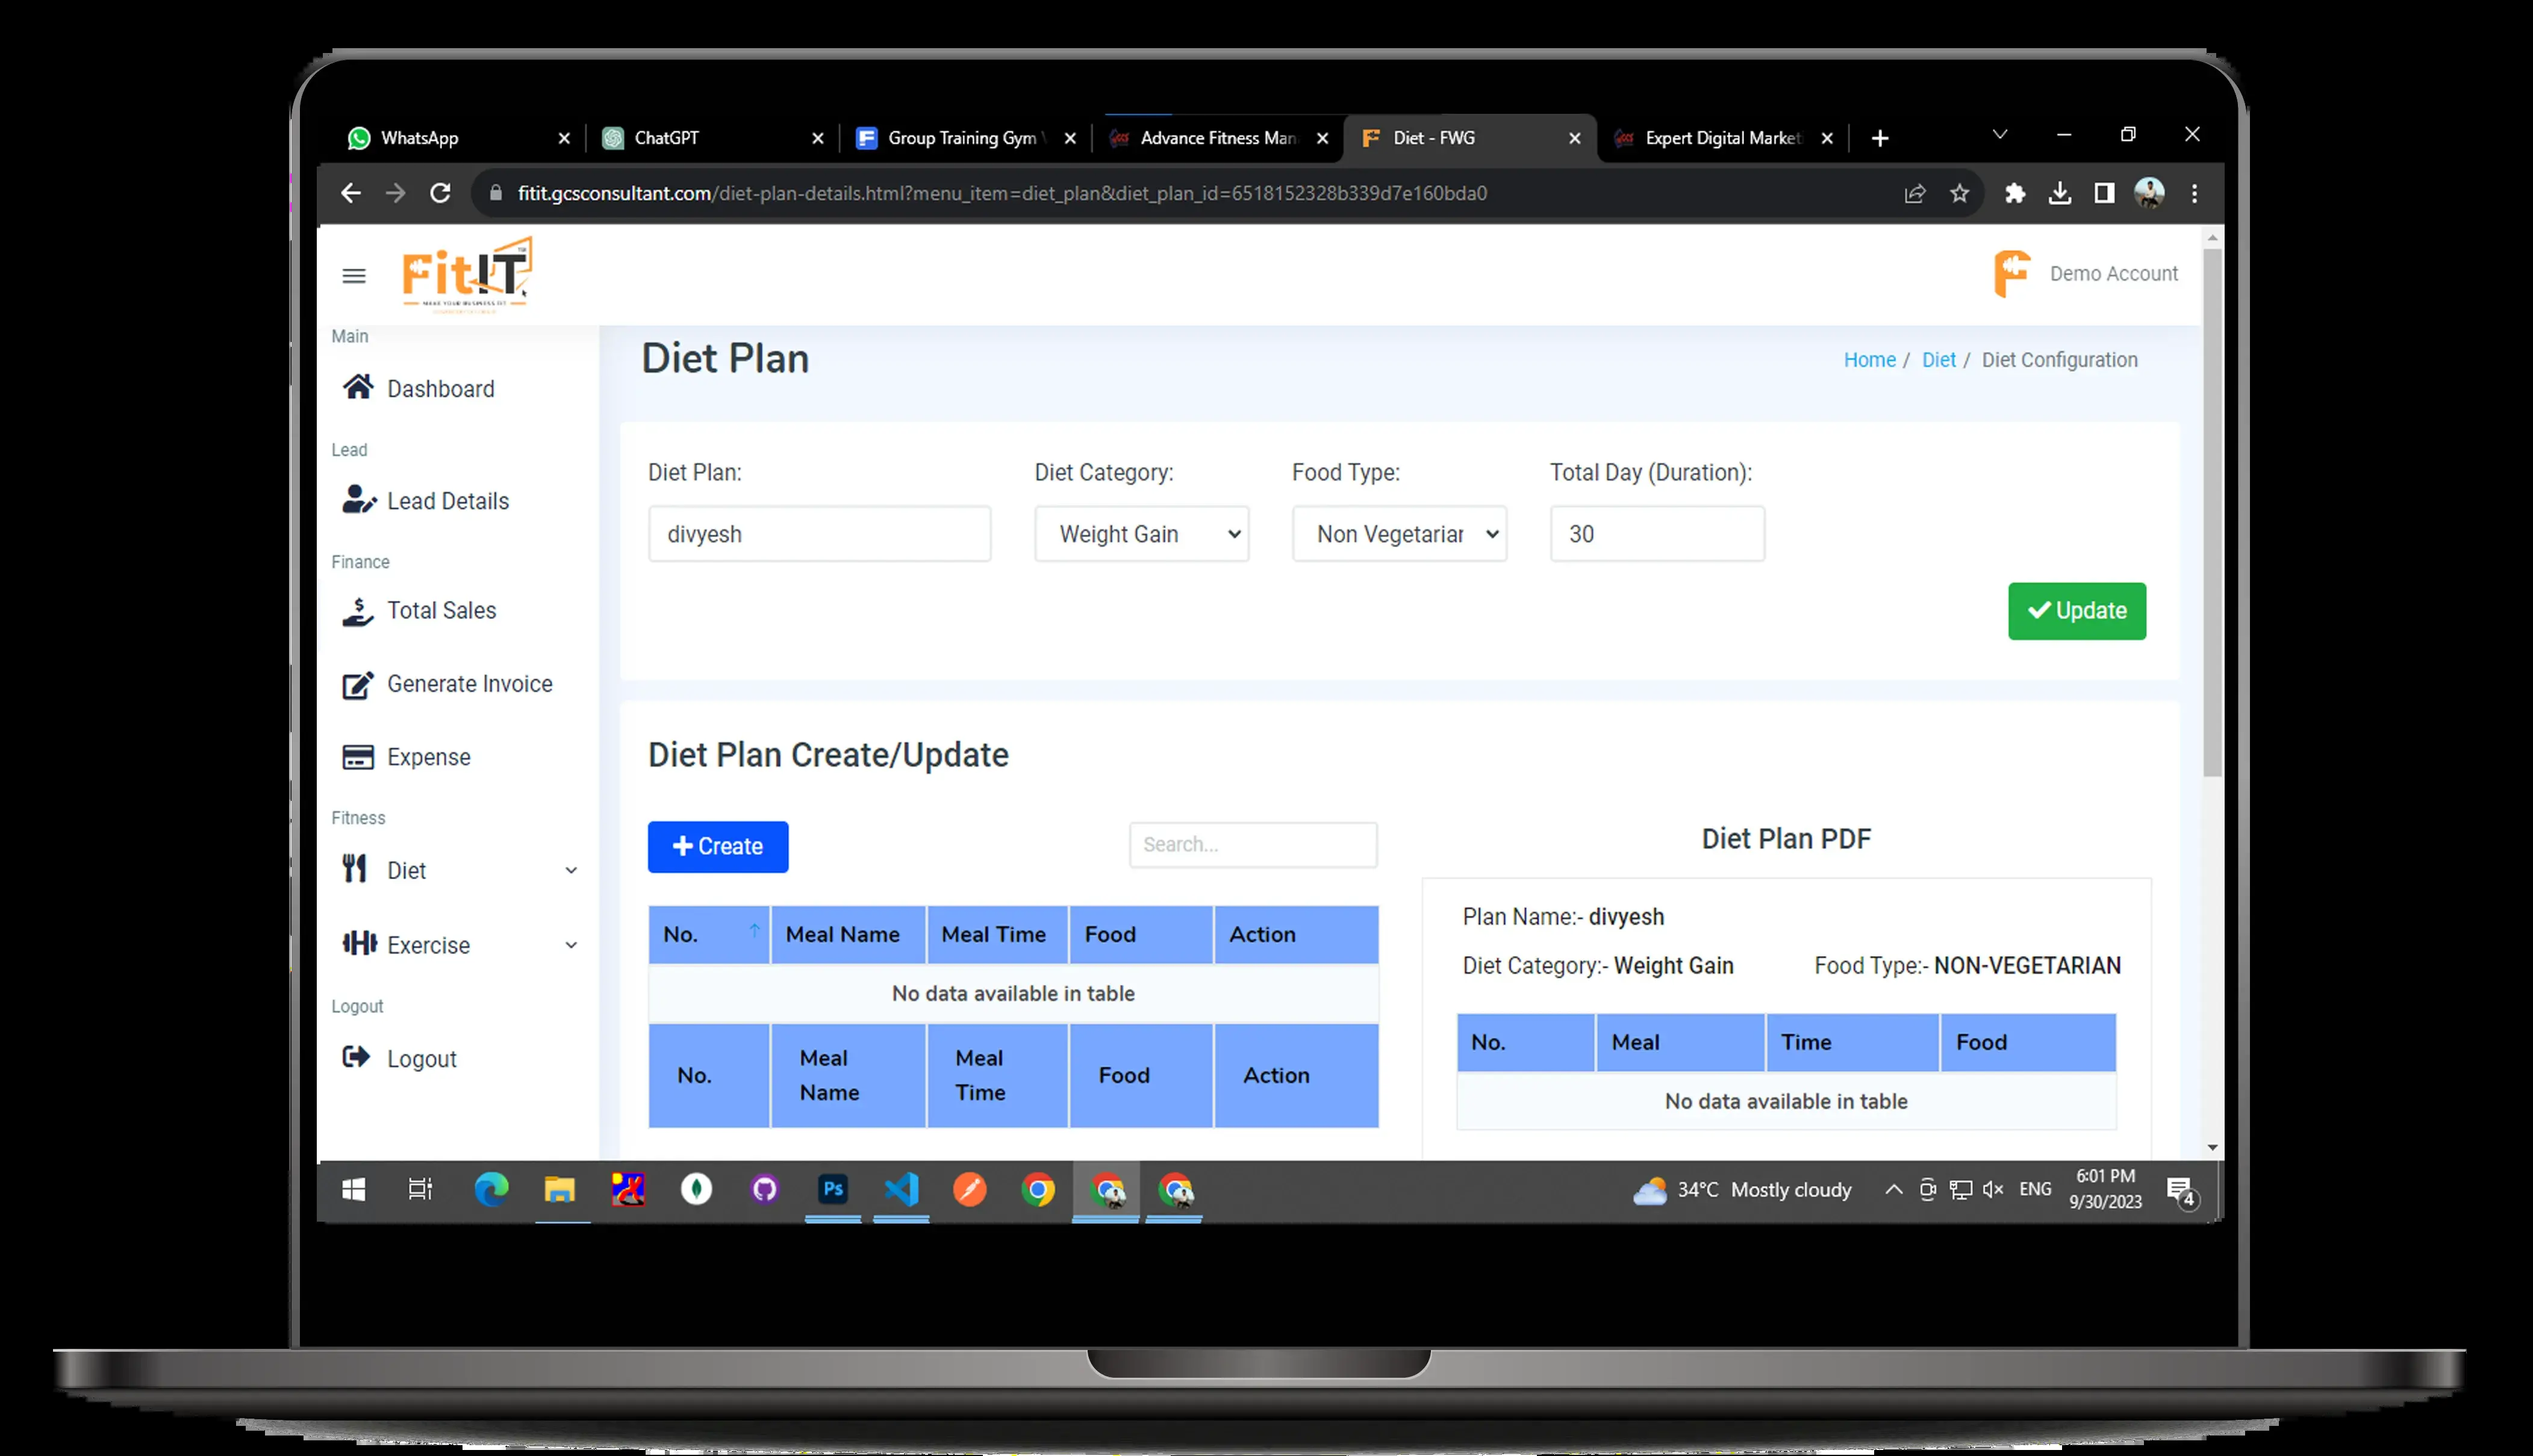 WhatsApp
ChatGPT
Group Training Gym
Advance Fitness Man
Diet - FWG
Expert Digital Market
fitit.gcsconsultant.com/diet-plan-details.html?menu_item=diet_plan&diet_plan_id=6518152328b339d7e160bda0
FitIT
MAKE YOUR BUSINESS FIT
Demo Account
Main
Dashboard
Lead
Lead Details
Finance
Total Sales
Generate Invoice
Expense
Fitness
Diet
Exercise
Logout
Logout
Diet Plan
Home / Diet / Diet Configuration
Diet Plan: Diet Category: Food Type: Total Day (Duration):
divyesh Weight Gain Non Vegetarian 30
Update
Diet Plan Create/Update
+ Create Search...
No. Meal Name Meal Time Food Action
No data available in table
No. Meal Name Meal Time Food Action
Diet Plan PDF
Plan Name:- divyesh
Diet Category:- Weight Gain Food Type:- NON-VEGETARIAN
No. Meal Time Food
No data available in table
Ps
34°C Mostly cloudy
ENG
6:01 PM
9/30/2023
4